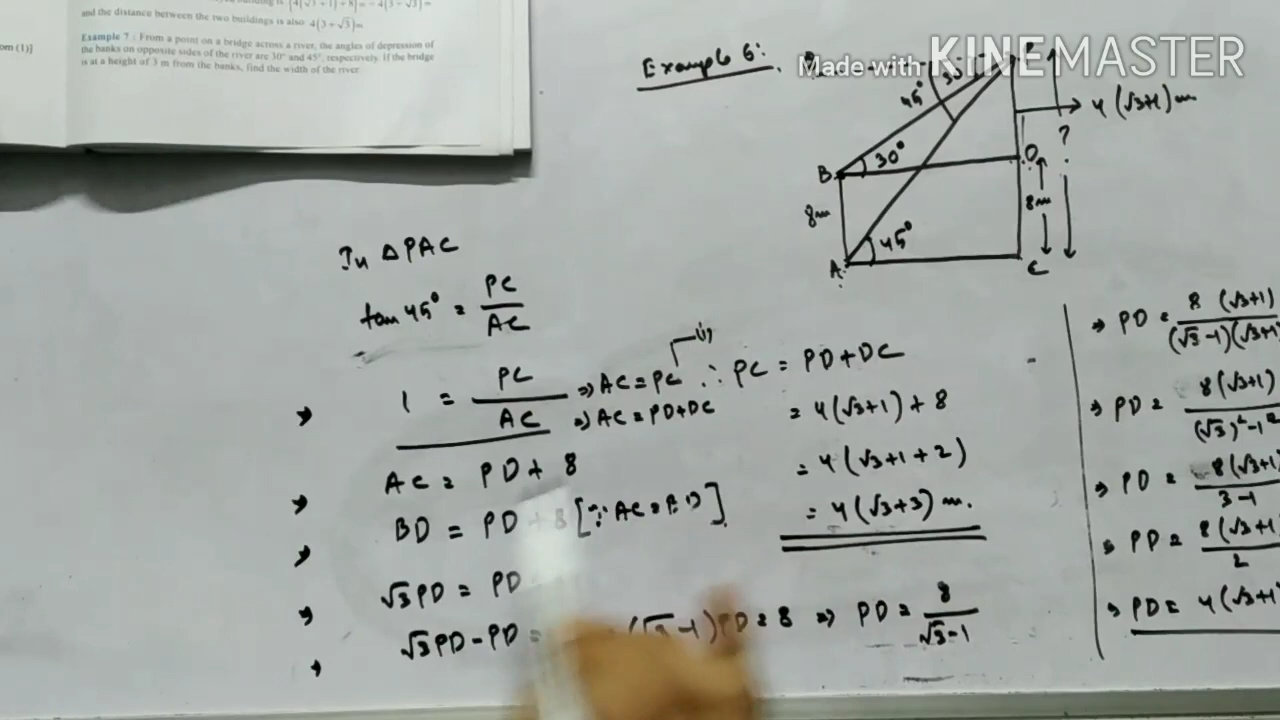 and the distance between the two buildings is also 4(3+√3)m
Example 7 : From a point on a bridge across a river, the angles of depression of
the banks on opposite sides of the river are 30° and 45°, respectively. If the bridge
is at a height of 3 m from the banks, find the width of the river.
om (1)]
Made with KINEMASTER
Example 6:
45°
30°
4(√3+1)m
?
B
30°
D
8m
8m
A
45°
C
In △PAC
tan 45° = PC/AC
1 = PC/AC ⇒ AC = PC (1)
⇒ AC = PD+DC
AC = PD + 8
BD = PD + 8 [∵ AC = BD]
√3PD = PD
√3PD - PD =
(√3-1)PD = 8 ⇒ PD = 8/√3-1
∴ PC = PD+DC
= 4(√3+1)+8
= 4(√3+1+2)
= 4(√3+3)m.
⇒ PD = 8(√3+1)/(√3-1)(√3+1)
⇒ PD = 8(√3+1)/(√3)²-1²
⇒ PD = 8(√3+1)/3-1
⇒ PD = 8(√3+1/2
⇒ PD = 4(√3+1